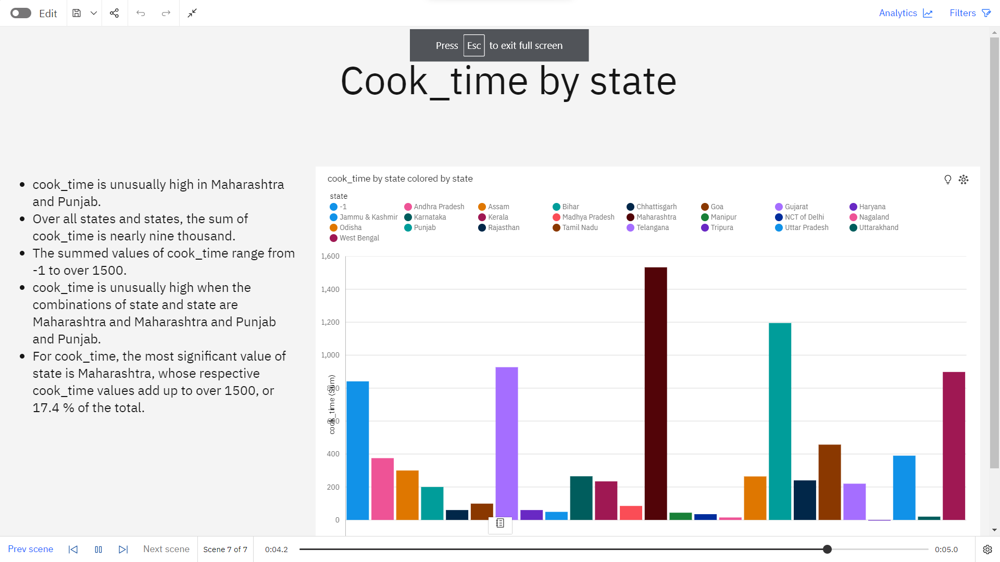 Edit
Analytics
Filters
Press Esc to exit full screen
Cook_time by state
cook_time is unusually high in Maharashtra
and Punjab.
Over all states and states, the sum of
cook_time is nearly nine thousand.
The summed values of cook_time range from
-1 to over 1500.
cook_time is unusually high when the
combinations of state and state are
Maharashtra and Maharashtra and Punjab
and Punjab.
For cook_time, the most significant value of
state is Maharashtra, whose respective
cook_time values add up to over 1500, or
17.4 % of the total.
cook_time by state colored by state
state
-1 Andhra Pradesh Assam Bihar Chhattisgarh Goa Gujarat Haryana
Jammu & Kashmir Karnataka Kerala Madhya Pradesh Maharashtra Manipur NCT of Delhi Nagaland
Odisha Punjab Rajasthan Tamil Nadu Telangana Tripura Uttar Pradesh Uttarakhand
West Bengal
1,600
1,400
1,200
1,000
800
600
400
200
0
cook_time (Sum)
Prev scene
Next scene
Scene 7 of 7
0:04.2
0:05.0